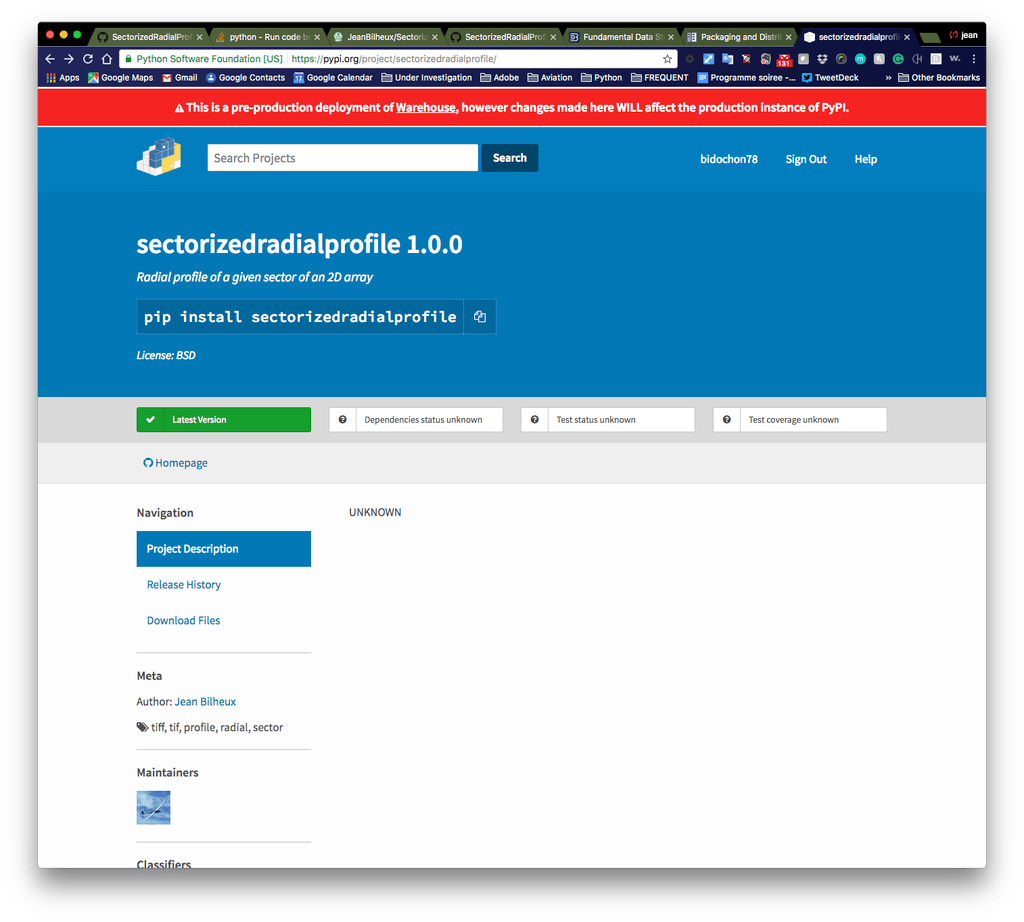 SectorizedRadialProf
python - Run code b
JeanBilheux/Sectoriz
SectorizedRadialProf
Fundamental Data St
Packaging and Distri
sectorizedradialprofi
jean
Python Software Foundation [US] https://pypi.org/project/sectorizedradialprofile/
131
Apps Google Maps Gmail Google Contacts 17 Google Calendar Under Investigation Adobe Aviation Python FREQUENT Programme soiree -... TweetDeck » Other Bookmarks
This is a pre-production deployment of Warehouse, however changes made here WILL affect the production instance of PyPI.
Search Projects Search bidochon78 Sign Out Help
sectorizedradialprofile 1.0.0
Radial profile of a given sector of an 2D array
pip install sectorizedradialprofile
License: BSD
Latest Version Dependencies status unknown Test status unknown Test coverage unknown
Homepage
Navigation
UNKNOWN
Project Description
Release History
Download Files
Meta
Author: Jean Bilheux
tiff, tif, profile, radial, sector
Maintainers
Classifiers